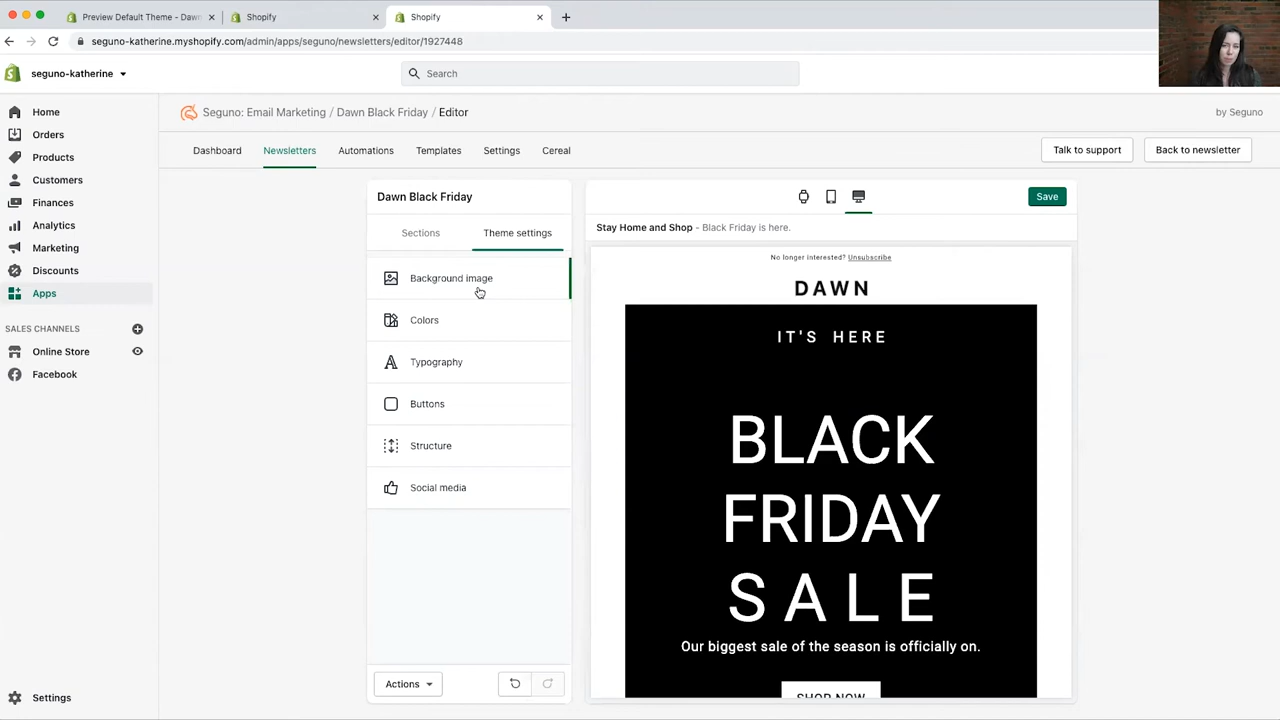 Preview Default Theme - Dawn
Shopify
Shopify
seguno-katherine.myshopify.com/admin/apps/seguno/newsletters/editor/1927448
seguno-katherine
Search
Home
Orders
Products
Customers
Finances
Analytics
Marketing
Discounts
Apps
SALES CHANNELS
Online Store
Facebook
Settings
Seguno: Email Marketing / Dawn Black Friday / Editor
by Seguno
Dashboard
Newsletters
Automations
Templates
Settings
Cereal
Talk to support
Back to newsletter
Dawn Black Friday
Sections
Theme settings
Background image
Colors
Typography
Buttons
Structure
Social media
Actions
Save
Stay Home and Shop - Black Friday is here.
No longer interested? Unsubscribe
DAWN
IT'S HERE
BLACK
FRIDAY
SALE
Our biggest sale of the season is officially on.
SHOP NOW